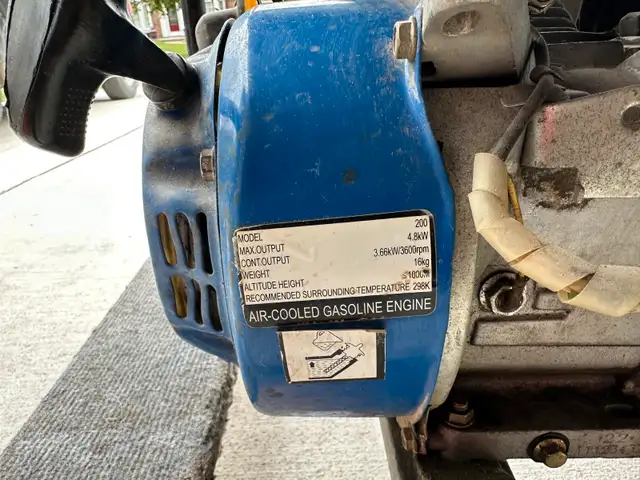 MODEL 200
MAX.OUTPUT 4.8kW
CONT.OUTPUT 3.66kW/3600rpm
WEIGHT 16kg
ALTITUDE HEIGHT ≤1000M
RECOMMENDED SURROUNDING TEMPERATURE 298K
AIR-COOLED GASOLINE ENGINE